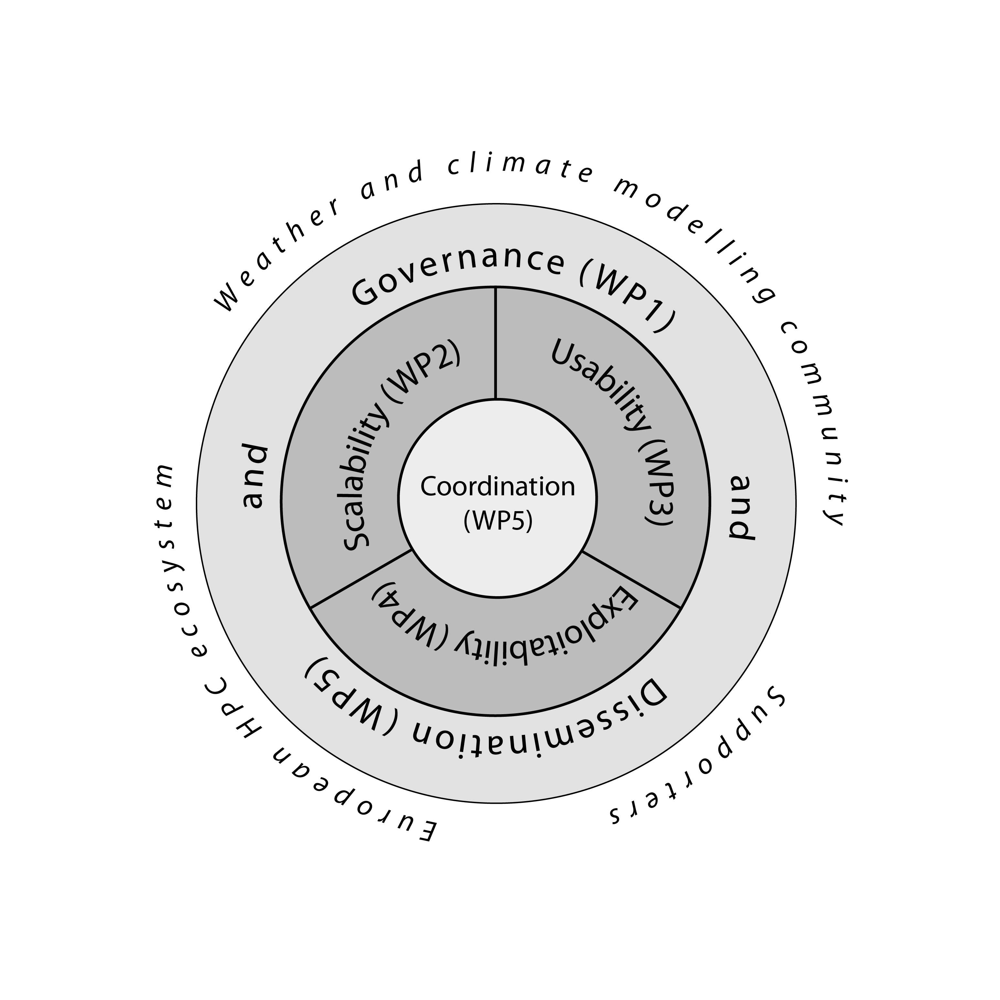 Weather and climate modelling community
Supporters
European HPC ecosystem
Governance (WP1)
and
Dissemination (WP5)
and
Scalability (WP2)
Usability (WP3)
Exploitability (WP4)
Coordination
(WP5)